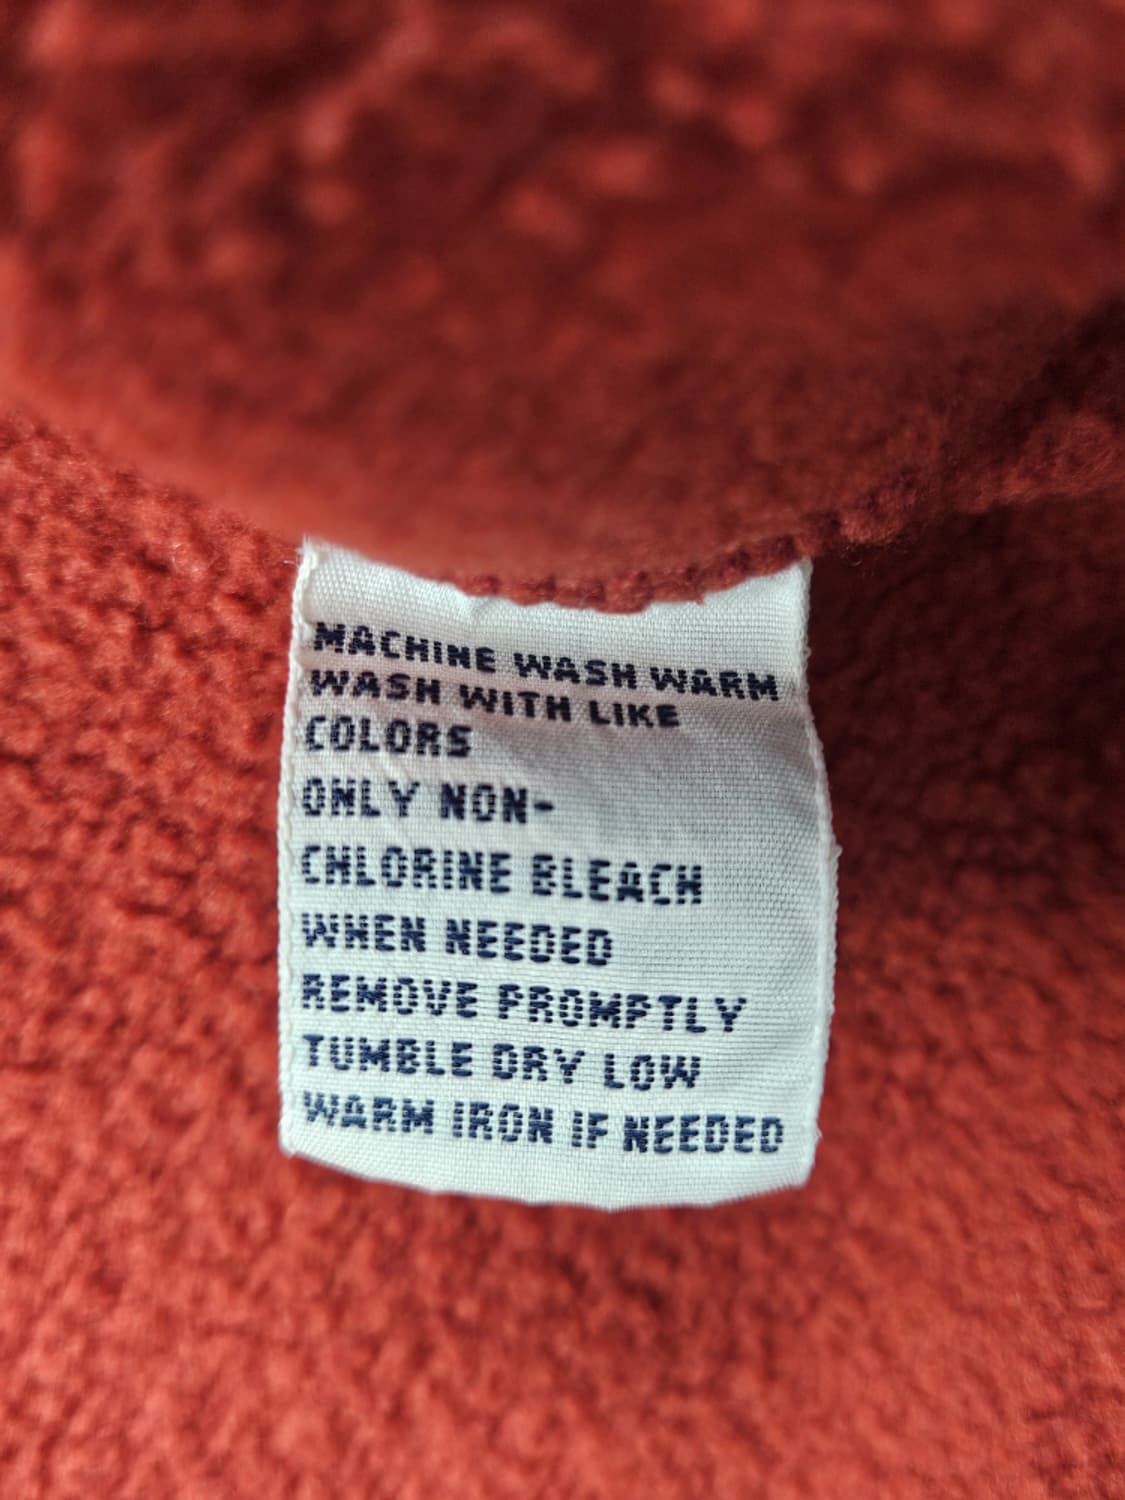 MACHINE WASH WARM
WASH WITH LIKE
COLORS
ONLY NON-
CHLORINE BLEACH
WHEN NEEDED
REMOVE PROMPTLY
TUMBLE DRY LOW
WARM IRON IF NEEDED